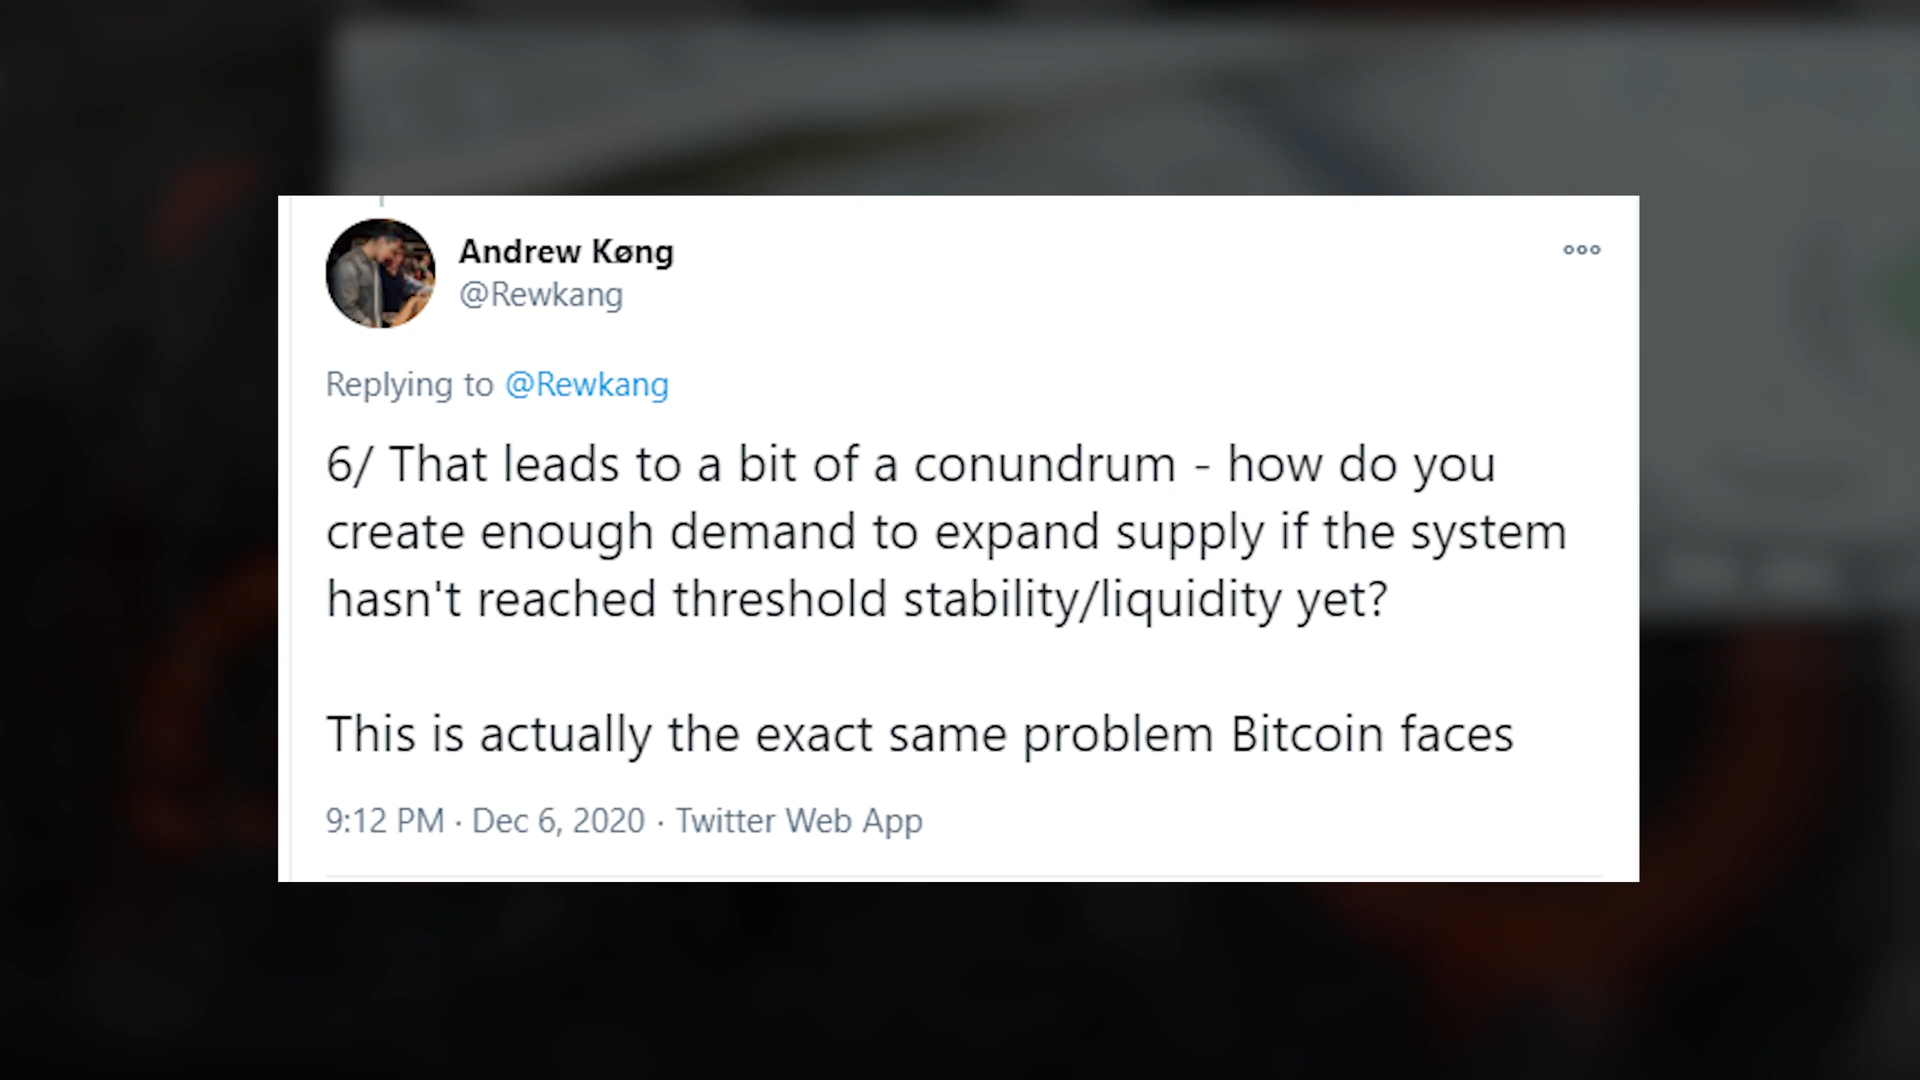 Andrew Køng
@Rewkang
Replying to @Rewkang
6/ That leads to a bit of a conundrum - how do you
create enough demand to expand supply if the system
hasn't reached threshold stability/liquidity yet?
This is actually the exact same problem Bitcoin faces
9:12 PM · Dec 6, 2020 · Twitter Web App